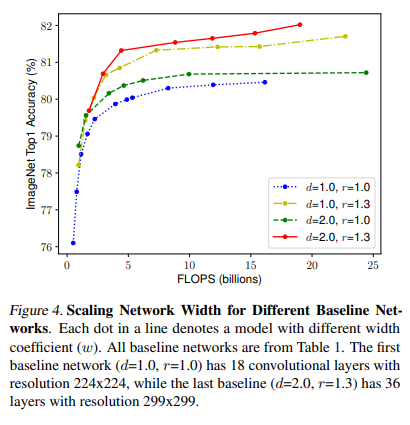 82
81
80
79
78
77
76
ImageNet Top1 Accuracy (%)
d=1.0, r=1.0
d=1.0, r=1.3
d=2.0, r=1.0
d=2.0, r=1.3
0 5 10 15 20 25
FLOPS (billions)
Figure 4. Scaling Network Width for Different Baseline Net-
works. Each dot in a line denotes a model with different width
coefficient (w). All baseline networks are from Table 1. The first
baseline network (d=1.0, r=1.0) has 18 convolutional layers with
resolution 224x224, while the last baseline (d=2.0, r=1.3) has 36
layers with resolution 299x299.